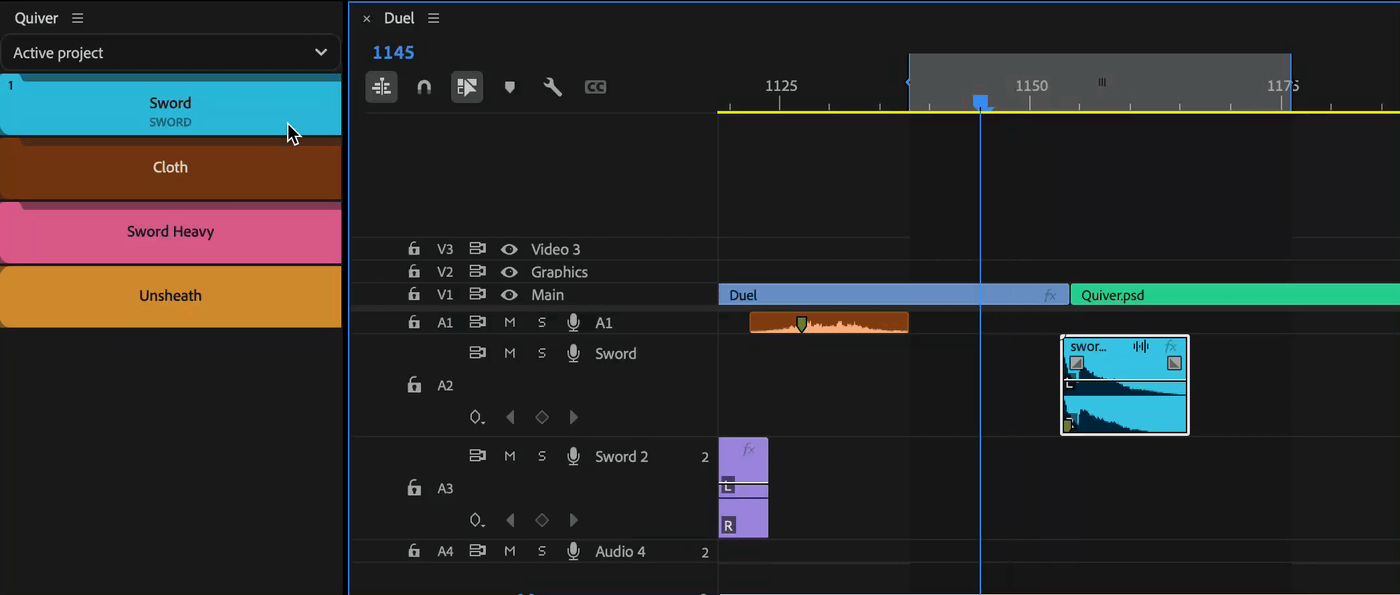 Quiver
Active project
1
Sword
SWORD
Cloth
Sword Heavy
Unsheath
× Duel
1145
CC
1125 1150 1175
V3 Video 3
V2 Graphics
V1 Main
Duel fx
Quiver.psd
A1 M S A1
M S Sword
A2
swor... fx
L
M S Sword 2 2
A3
fx
L
R
A4 M S Audio 4 2